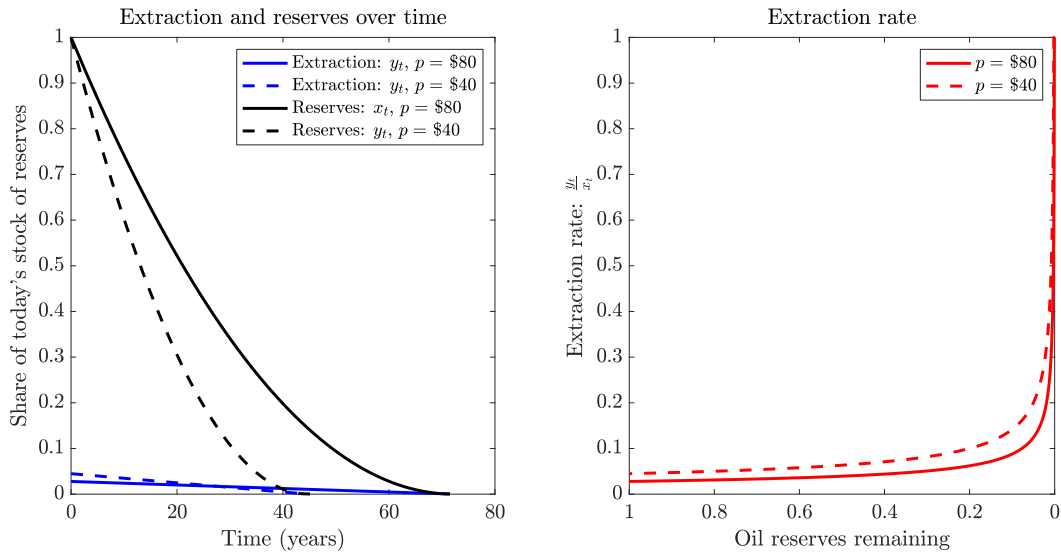 Extraction and reserves over time
Share of today's stock of reserves
1
0.9
0.8
0.7
0.6
0.5
0.4
0.3
0.2
0.1
0
0 20 40 60 80
Time (years)
Extraction: y_t, p = $80
Extraction: y_t, p = $40
Reserves: x_t, p = $80
Reserves: y_t, p = $40
Extraction rate
Extraction rate: y_t/x_t
1
0.9
0.8
0.7
0.6
0.5
0.4
0.3
0.2
0.1
0
1 0.8 0.6 0.4 0.2 0
Oil reserves remaining
p = $80
p = $40